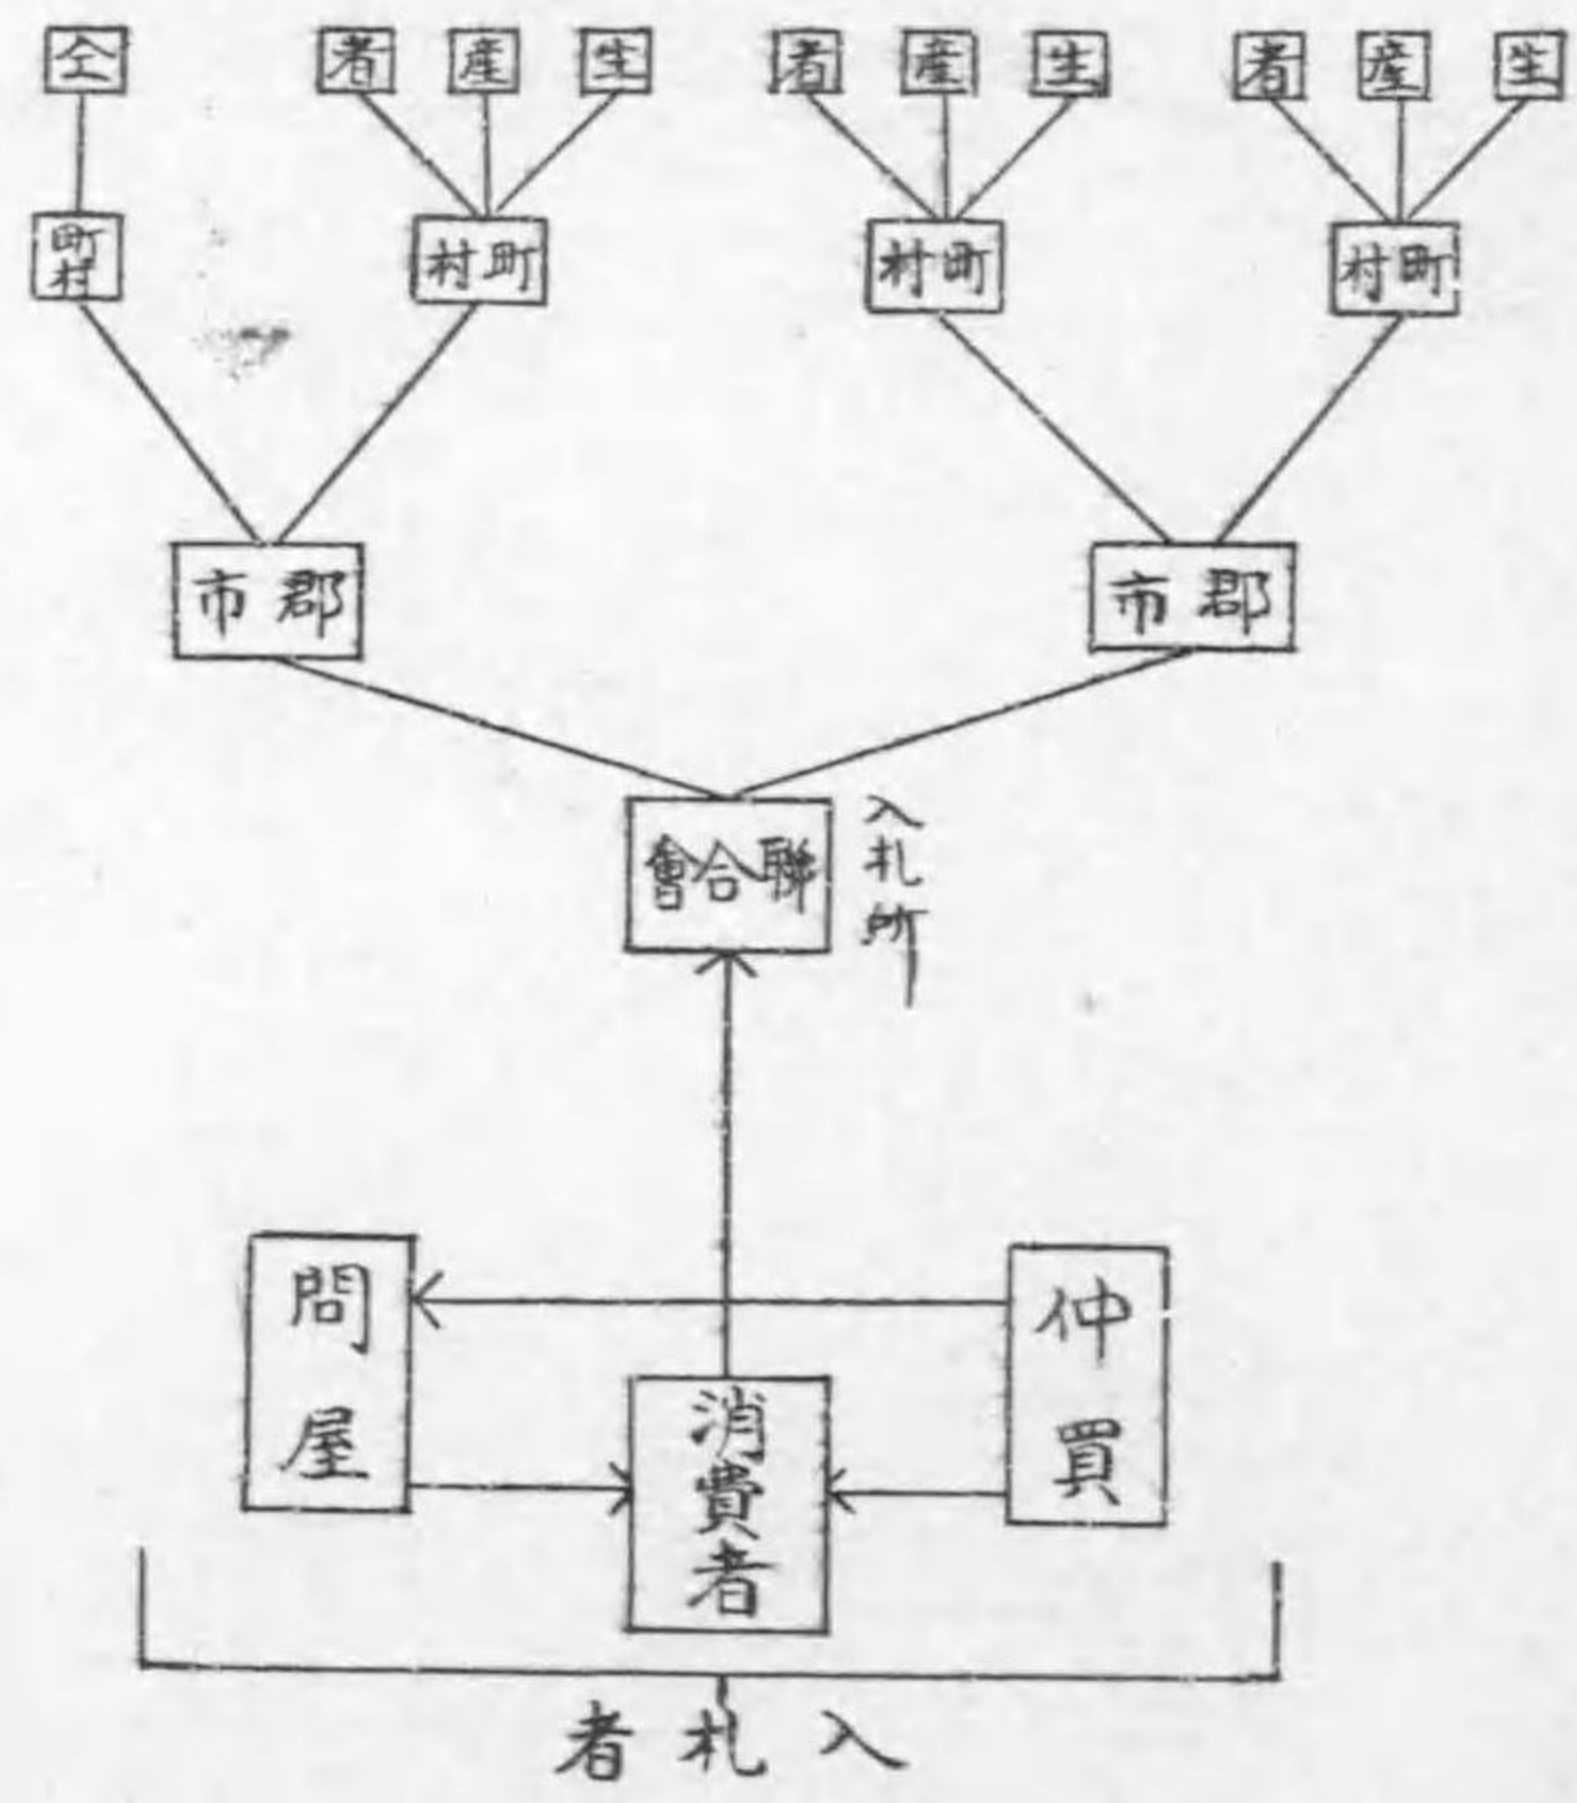 生産者
生産者
生産者
仝
町村
町村
町村
町村
郡市
郡市
入札所
聯合會
仲買
問屋
消費者
入札者